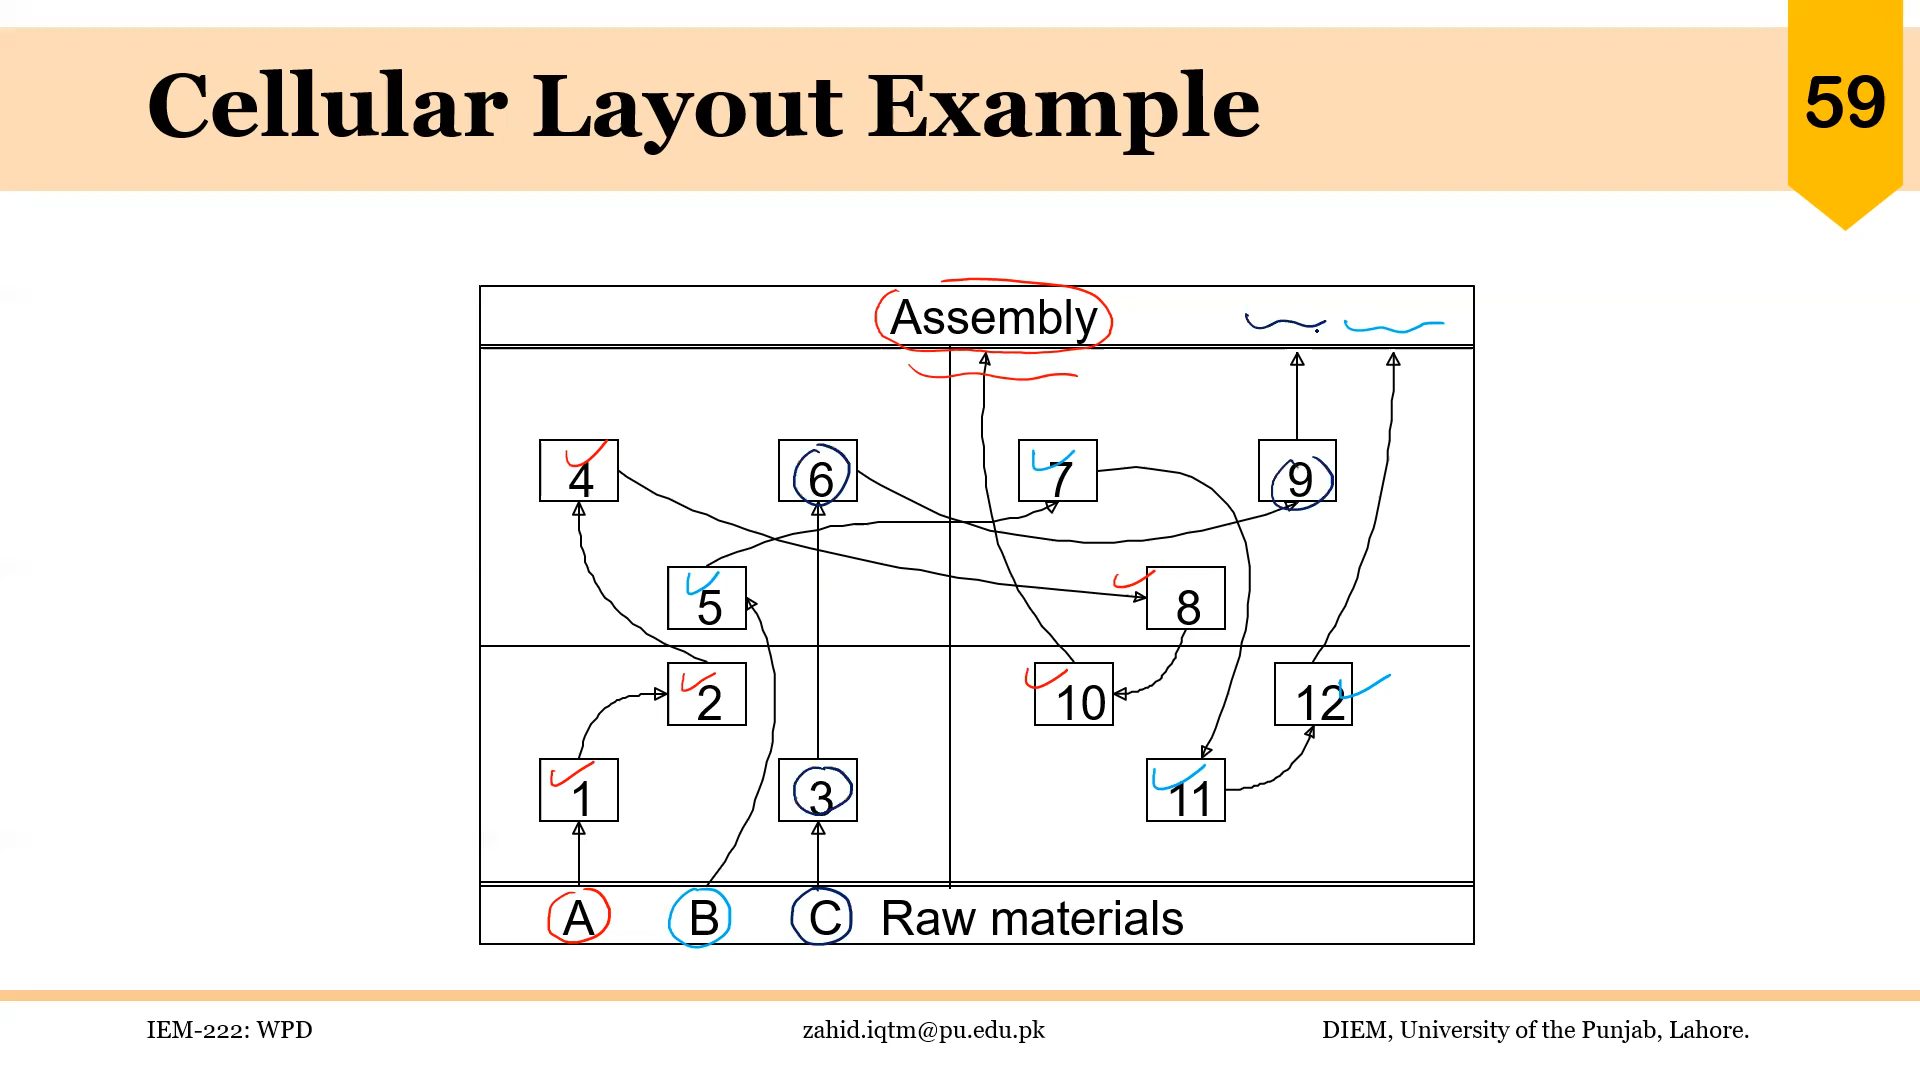 Cellular Layout Example
59
Assembly
4 6 7 9
5 8
2 10 12
1 3 11
A B C Raw materials
IEM-222: WPD zahid.iqtm@pu.edu.pk DIEM, University of the Punjab, Lahore.